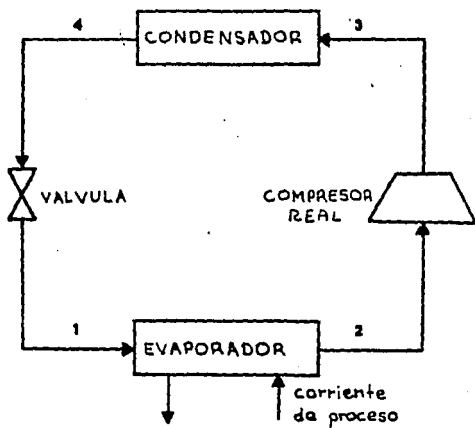 4
CONDENSADOR
3
VALVULA
COMPRESOR
REAL
1
EVAPORADOR
2
corriente
de proceso